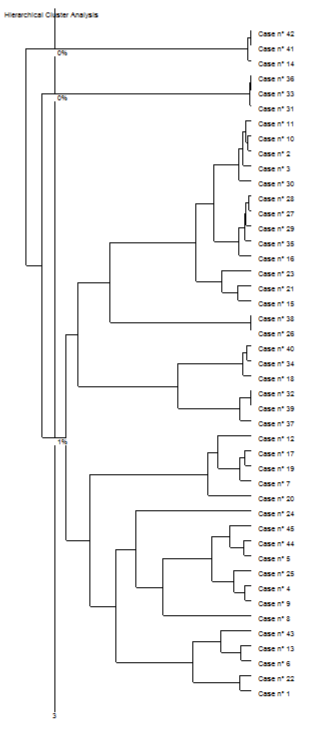 Hierarchical Cluster Analysis
Case n° 42
Case n° 41
0%
Case n° 14
Case n° 36
Case n° 33
0%
Case n° 31
Case n° 11
Case n° 10
Case n° 2
Case n° 3
Case n° 30
Case n° 28
Case n° 27
Case n° 29
Case n° 35
Case n° 16
Case n° 23
Case n° 21
Case n° 15
Case n° 38
Case n° 26
Case n° 40
Case n° 34
Case n° 18
Case n° 32
Case n° 39
Case n° 37
Case n° 12
1%
Case n° 17
Case n° 19
Case n° 7
Case n° 20
Case n° 24
Case n° 45
Case n° 44
Case n° 5
Case n° 25
Case n° 4
Case n° 9
Case n° 8
Case n° 43
Case n° 13
Case n° 6
Case n° 22
Case n° 1
3